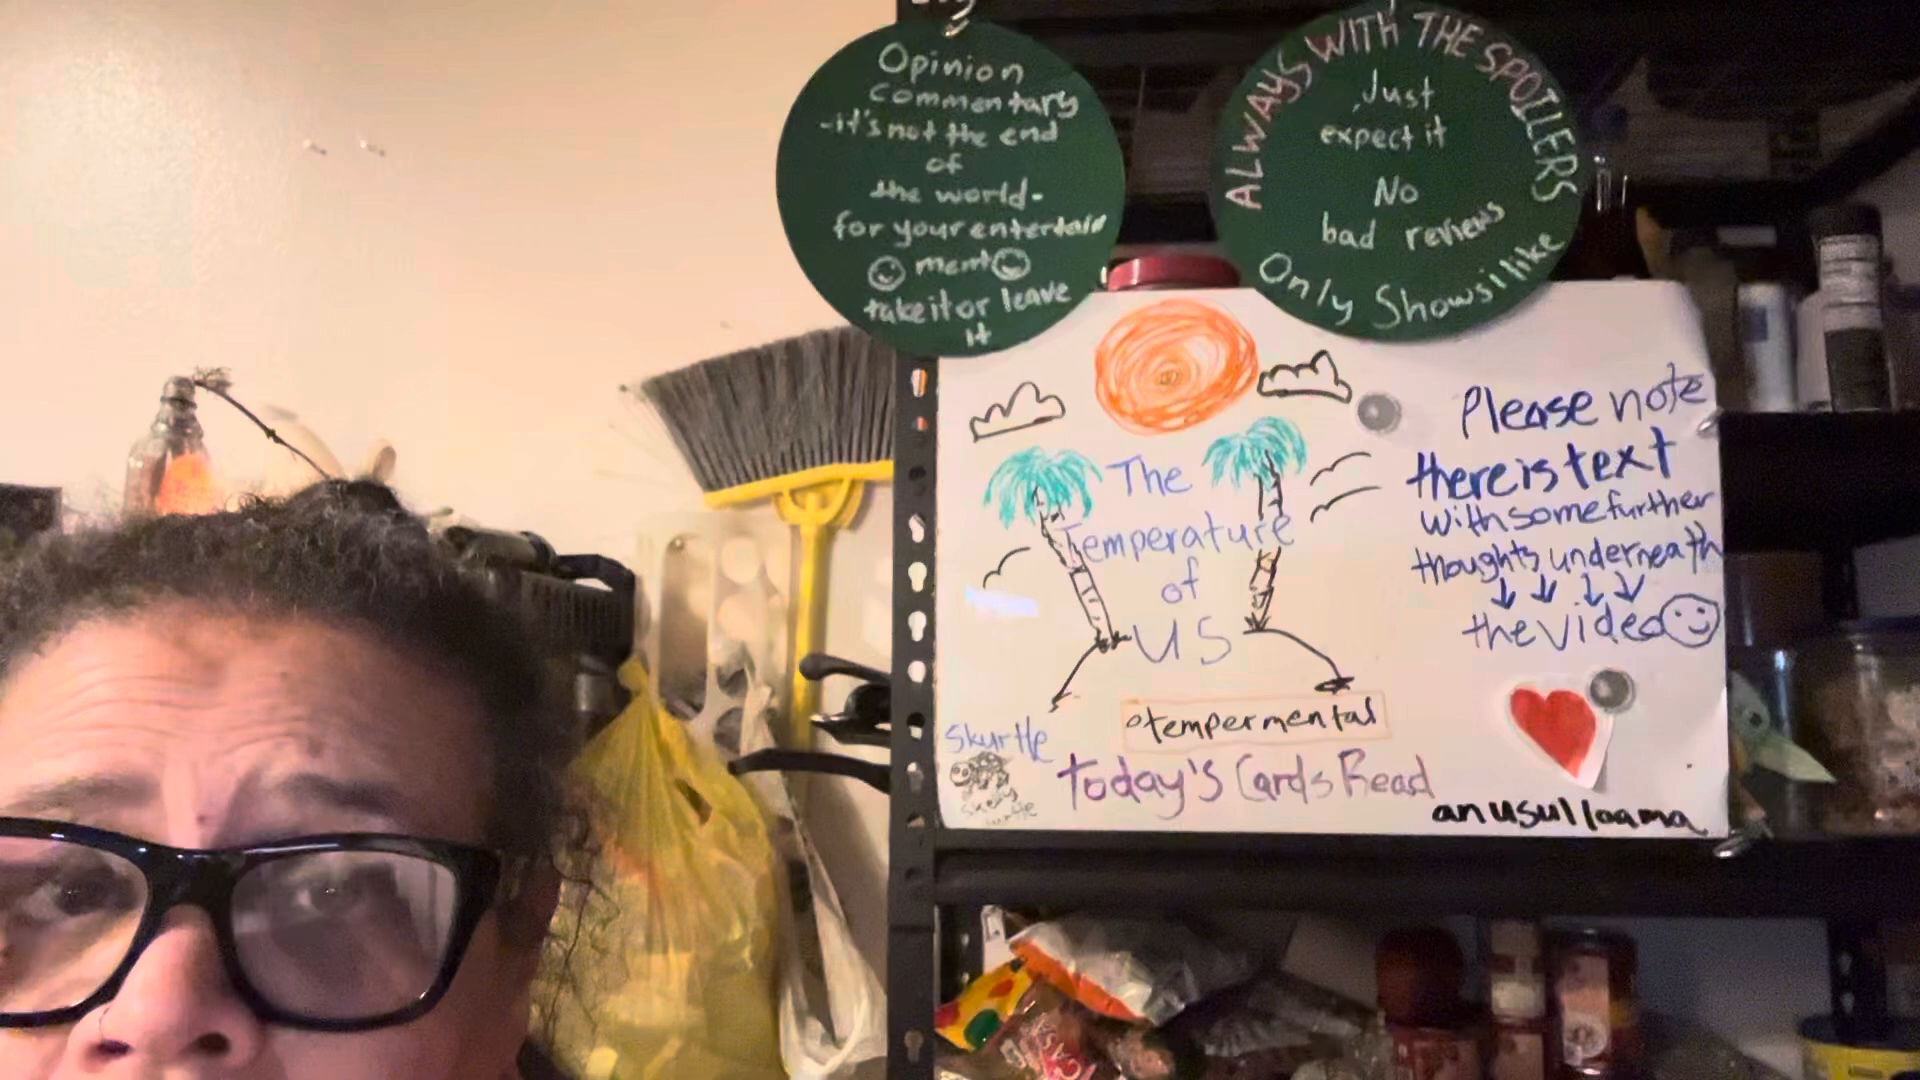 Opinion
commentary
-it's not the end
of
the world-
for your entertain
ment
take it or leave
it
ALWAYS WITH THE SPOILERS
Just
expect it
No
bad reviews
Only Shows i like
The
Temperature
of
US
otempermental
Skurtle
Today's Cards Read
Please note
there is text
with some further
thoughts underneath
the video
anusulloama